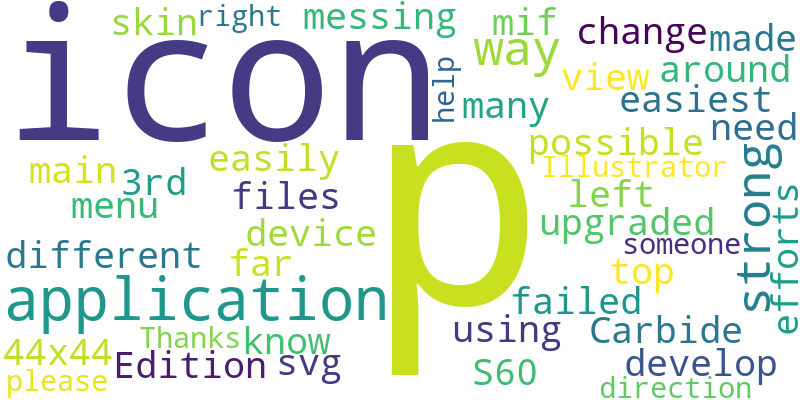 icon
p
skin
right
messing
mif
change
made
way
view
around
help
many
easiest
need
possible
Illustrator
main
3rd
easily
menu
files
left
strong
efforts
device
upgraded
someone
different
far
top
application
failed
Thanks
know
using
Carbide
44x44
Edition
svg
S60
develop
please
direction